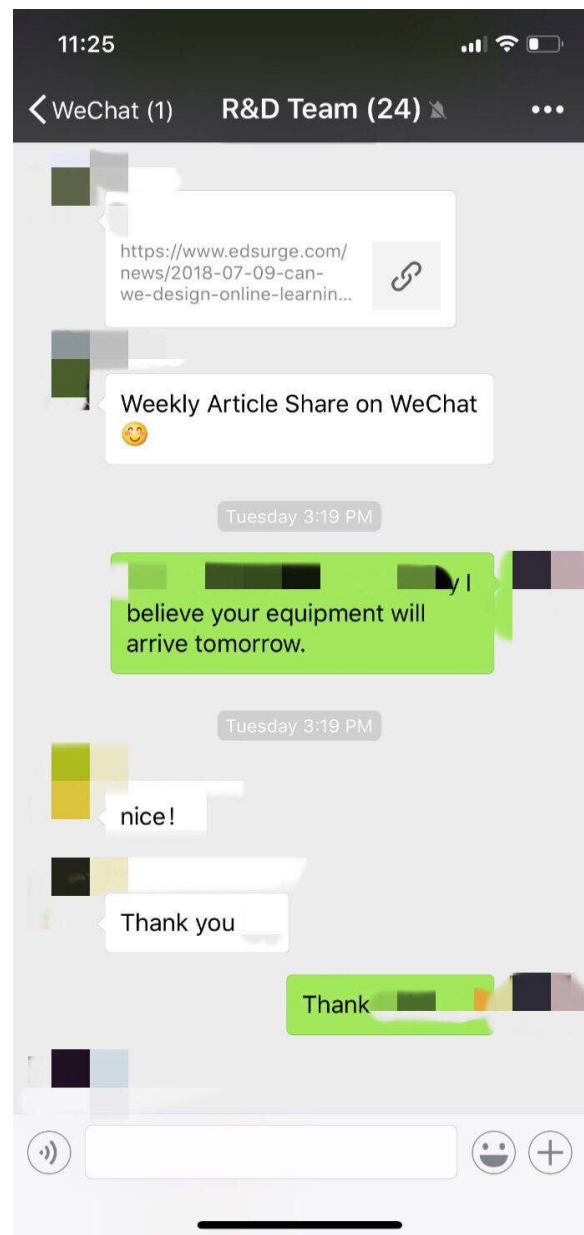 11:25
WeChat (1) R&D Team (24)
https://www.edsurge.com/
news/2018-07-09-can-
we-design-online-learnin...
Weekly Article Share on WeChat
😊
Tuesday 3:19 PM
y I
believe your equipment will
arrive tomorrow.
Tuesday 3:19 PM
nice!
Thank you
Thank